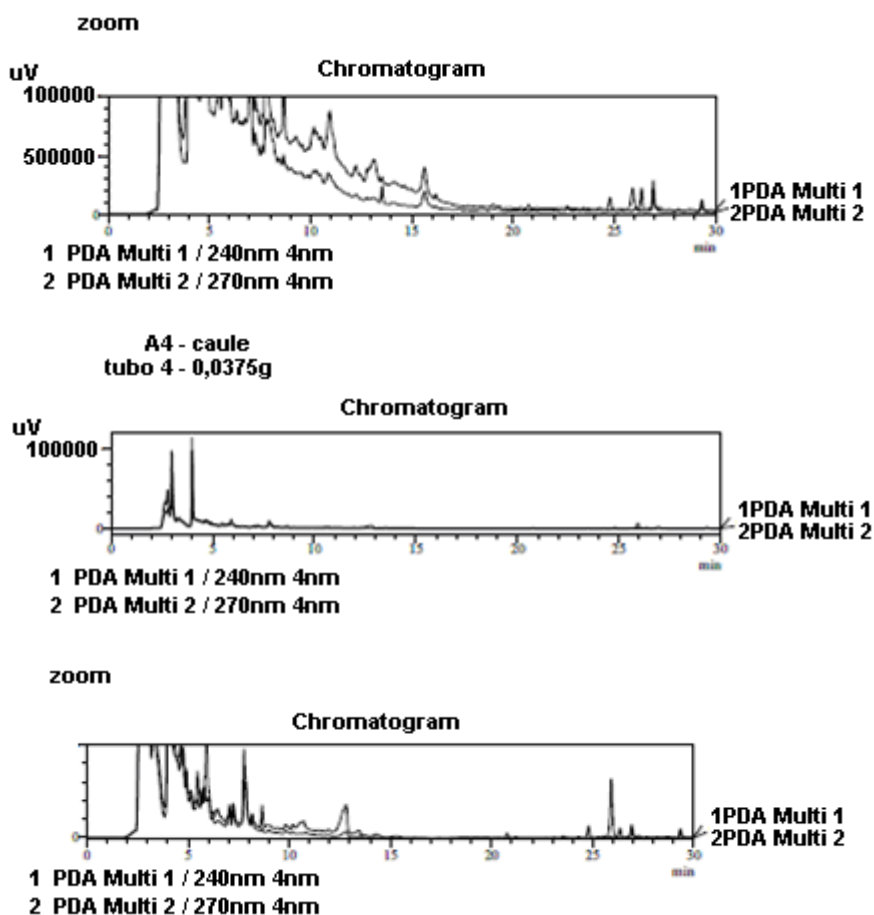 zoom
Chromatogram
uV
100000
500000
0
0 5 10 15 20 25 30
min
1PDA Multi 1
2PDA Multi 2
1 PDA Multi 1 / 240nm 4nm
2 PDA Multi 2 / 270nm 4nm
A4 - caule
tubo 4 - 0,0375g
Chromatogram
uV
100000
0
0 5 10 15 20 25 30
min
1PDA Multi 1
2PDA Multi 2
1 PDA Multi 1 / 240nm 4nm
2 PDA Multi 2 / 270nm 4nm
zoom
Chromatogram
0
0 5 10 15 20 25 30
min
1PDA Multi 1
2PDA Multi 2
1 PDA Multi 1 / 240nm 4nm
2 PDA Multi 2 / 270nm 4nm